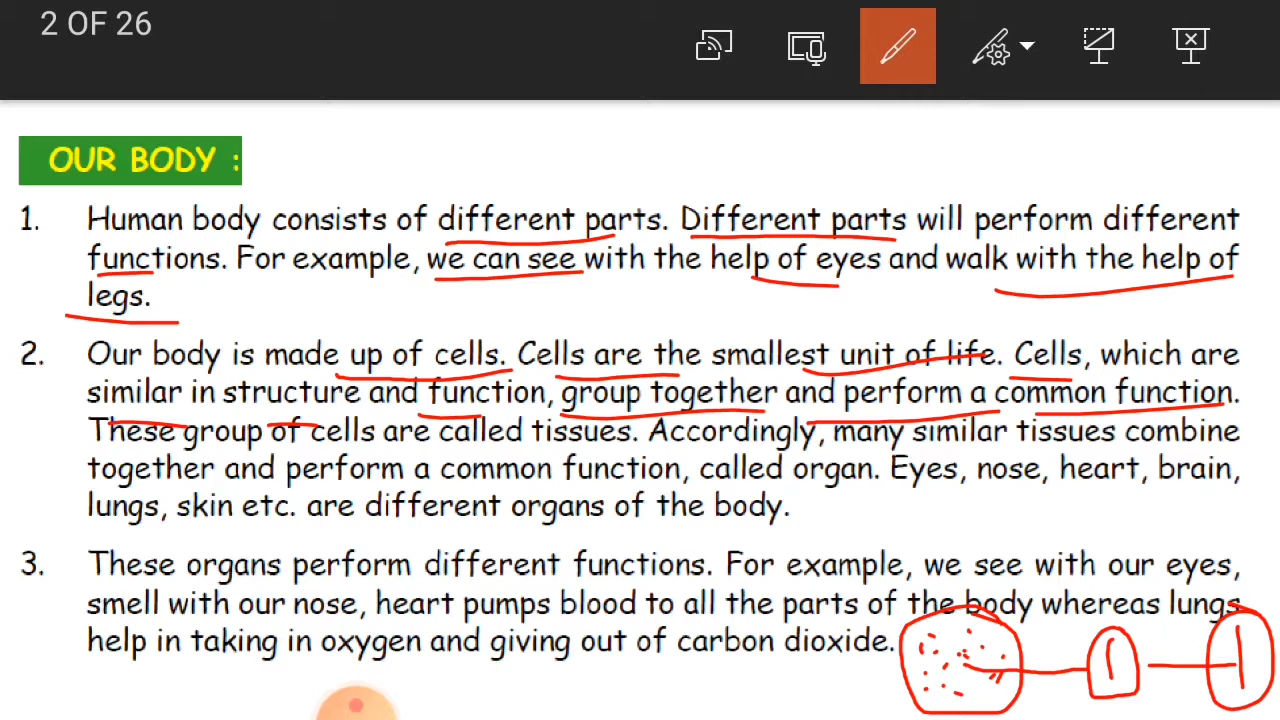 2 OF 26
OUR BODY :
1. Human body consists of different parts. Different parts will perform different
functions. For example, we can see with the help of eyes and walk with the help of
legs.
2. Our body is made up of cells. Cells are the smallest unit of life. Cells, which are
similar in structure and function, group together and perform a common function.
These group of cells are called tissues. Accordingly, many similar tissues combine
together and perform a common function, called organ. Eyes, nose, heart, brain,
lungs, skin etc. are different organs of the body.
3. These organs perform different functions. For example, we see with our eyes,
smell with our nose, heart pumps blood to all the parts of the body whereas lungs
help in taking in oxygen and giving out of carbon dioxide.